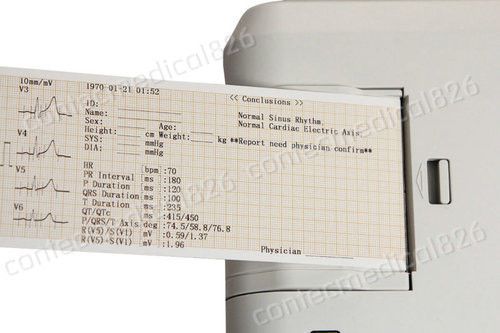 10mm/mV
1970-01-21 01:52
V3
V4
V5
V6
ID:
Name:
Sex: Age:
Height: cm Weight: kg
SYS: mmHg
DIA: mmHg
HR bpm :70
PR Interval ms :180
P Duration ms :120
QRS Duration ms :100
T Duration ms :235
QT/QTc ms :415/450
P/QRS/T Axis deg :74.5/58.8/76.8
R(V5)/S(V1) mV :0.59/1.37
R(V5)+S(V1) mV :1.96
<< Conclusions >>
Normal Sinus Rhythm.
Normal Cardiac Electric Axis.
**Report need physician confirm**
Physician
contecmedical826
contecmedical826
contecmedical826
contecmedical826
contecmedical826